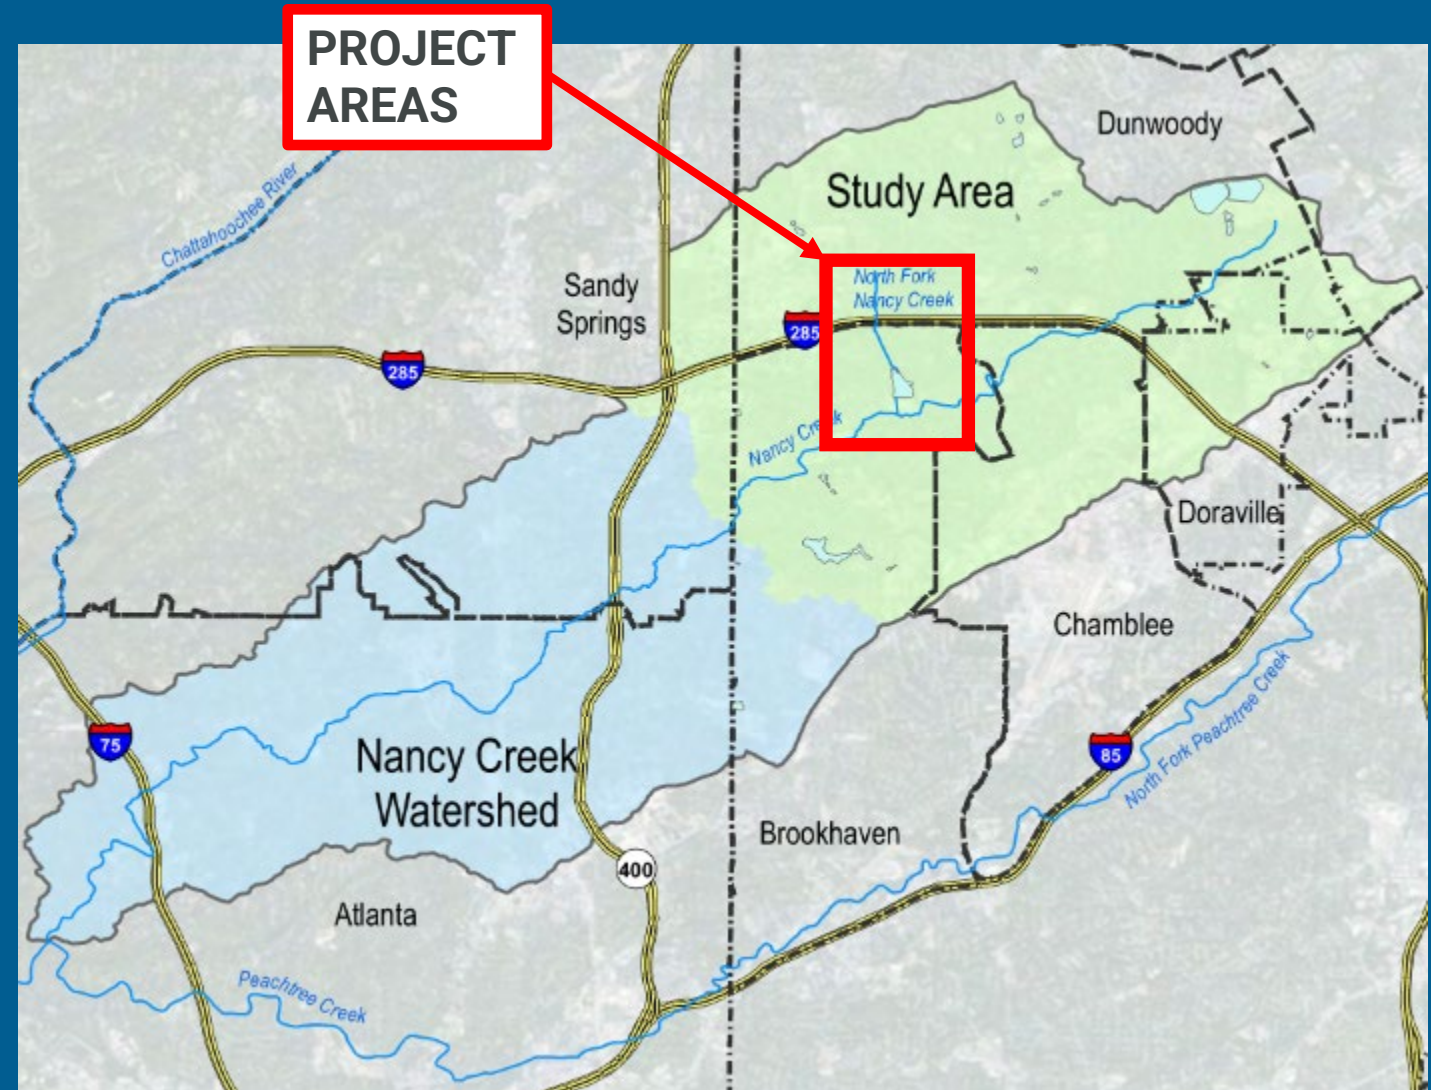 PROJECT
AREAS
Dunwoody
Chattahoochee River
Study Area
Sandy
Springs
North Fork
Nancy Creek
285
285
Nancy Creek
Doraville
Chamblee
75
Nancy Creek
Watershed
85
North Fork Peachtree Creek
Brookhaven
400
Atlanta
Peachtree Creek